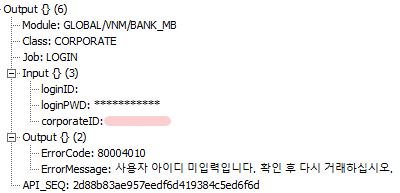 Output {} (6)
Module: GLOBAL/VNM/BANK_MB
Class: CORPORATE
Job: LOGIN
Input {} (3)
loginID:
loginPWD: ***********
corporateID:
Output {} (2)
ErrorCode: 80004010
ErrorMessage: 사용자 아이디 미입력입니다. 확인 후 다시 거래하십시오.
API_SEQ: 2d88b83ae957eedf6d419384c5ed6f6d